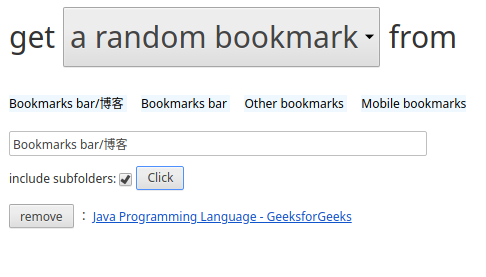 get a random bookmark from
Bookmarks bar/博客 Bookmarks bar Other bookmarks Mobile bookmarks
Bookmarks bar/博客
include subfolders: Click
remove : Java Programming Language - GeeksforGeeks